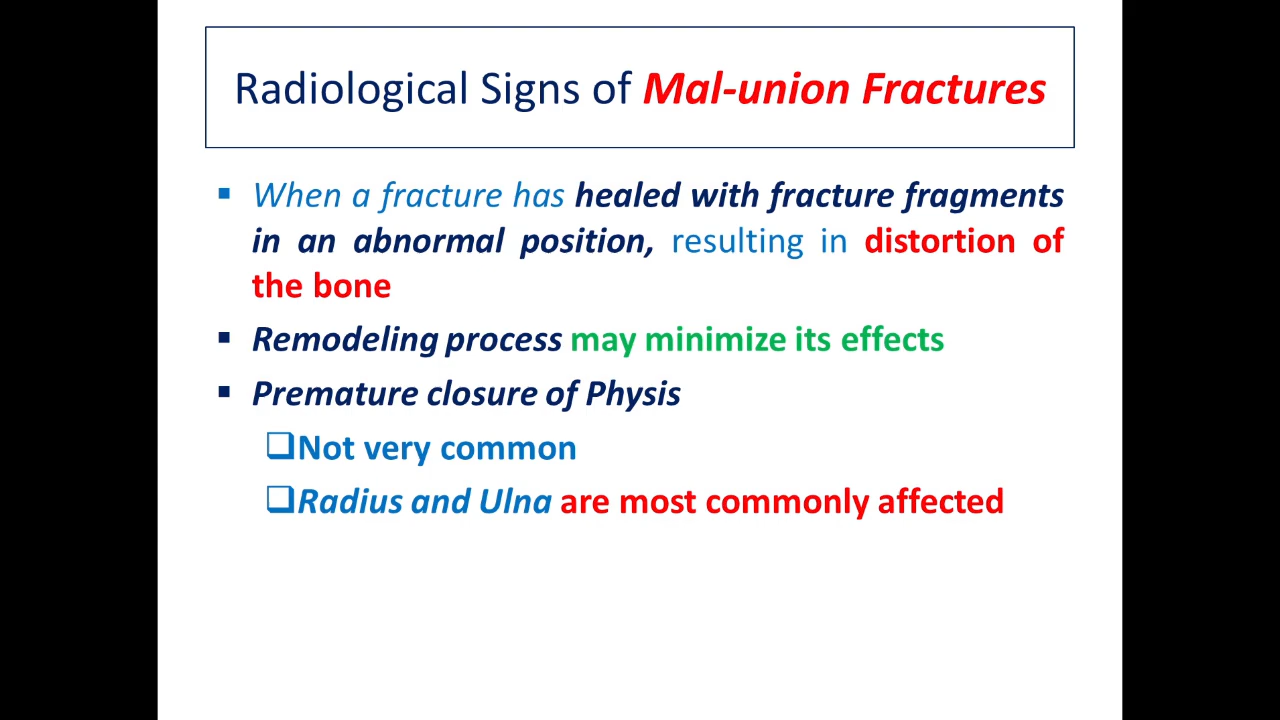 Radiological Signs of Mal-union Fractures
▪ When a fracture has healed with fracture fragments
in an abnormal position, resulting in distortion of
the bone
▪ Remodeling process may minimize its effects
▪ Premature closure of Physis
❑Not very common
❑Radius and Ulna are most commonly affected